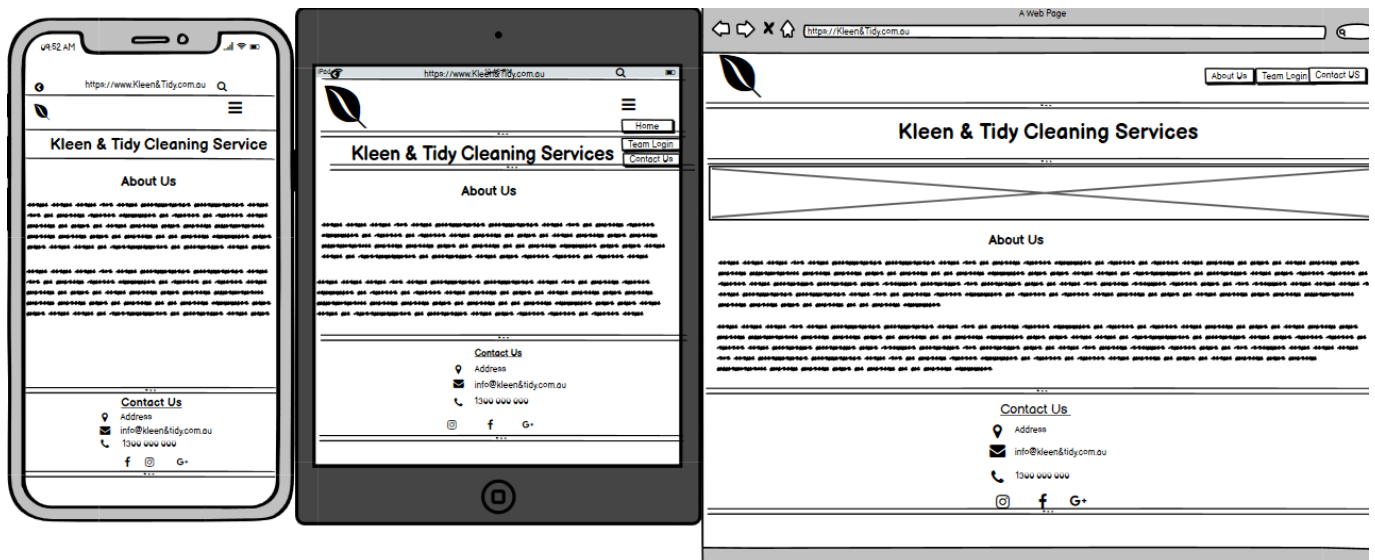 09:52 AM
https://www.Kleen&Tidy.com.au
Kleen & Tidy Cleaning Service
About Us
Contact Us
Address
info@kleen&tidy.com.au
1300 000 000
G+
iPad
https://www.Kleen&Tidy.com.au
Home
Team Login
Contact Us
Kleen & Tidy Cleaning Services
About Us
Contact Us
Address
info@kleen&tidy.com.au
1300 000 000
G+
A Web Page
https://Kleen&Tidy.com.au
About Us
Team Login
Contact US
Kleen & Tidy Cleaning Services
About Us
Contact Us
Address
info@kleen&tidy.com.au
1300 000 000
G+